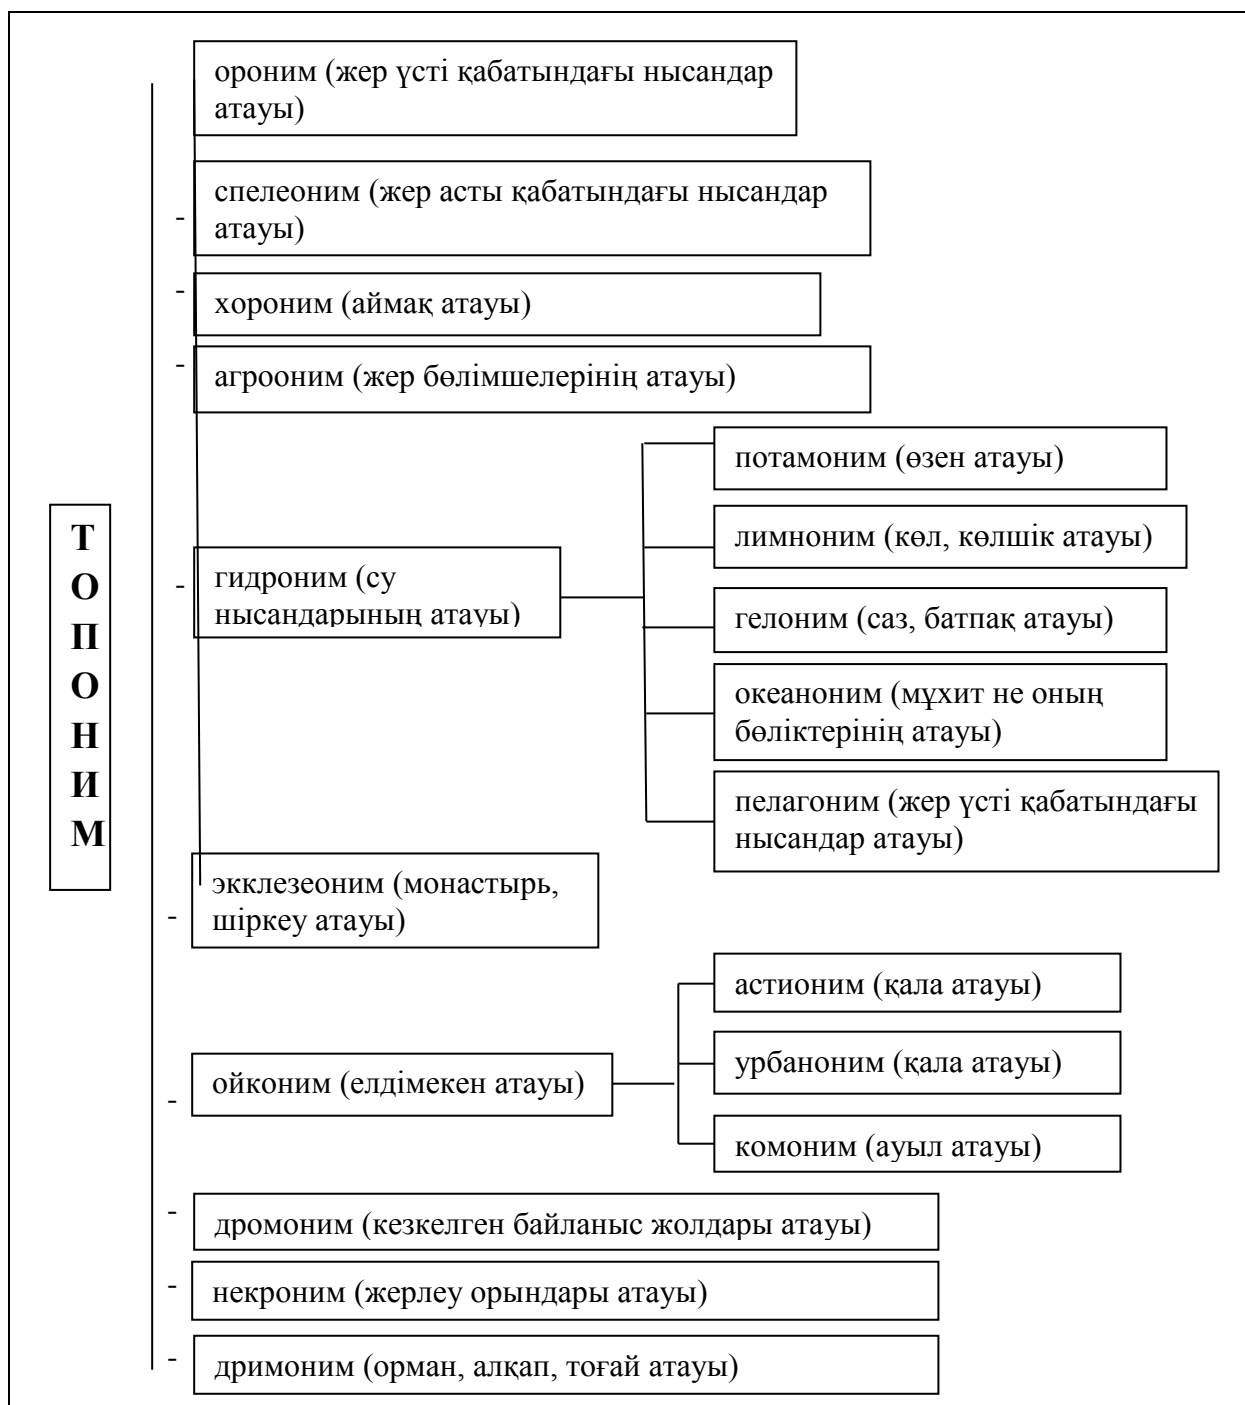 ТОПОНИМ
ороним (жер үсті қабатындағы нысандар
атауы)
- спелеоним (жер асты қабатындағы нысандар
атауы)
- хороним (аймақ атауы)
- агрооним (жер бөлімшелерінің атауы)
- гидроним (су
нысандарының атауы)
потамоним (өзен атауы)
лимноним (көл, көлшік атауы)
гелоним (саз, батпақ атауы)
океаноним (мұхит не оның
бөліктерінің атауы)
пелагоним (жер үсті қабатындағы
нысандар атауы)
- экклезеоним (монастырь,
шіркеу атауы)
- ойконим (елдімекен атауы)
астионим (қала атауы)
урбаноним (қала атауы)
комоним (ауыл атауы)
- дромоним (кезкелген байланыс жолдары атауы)
- некроним (жерлеу орындары атауы)
- дримоним (орман, алқап, тоғай атауы)